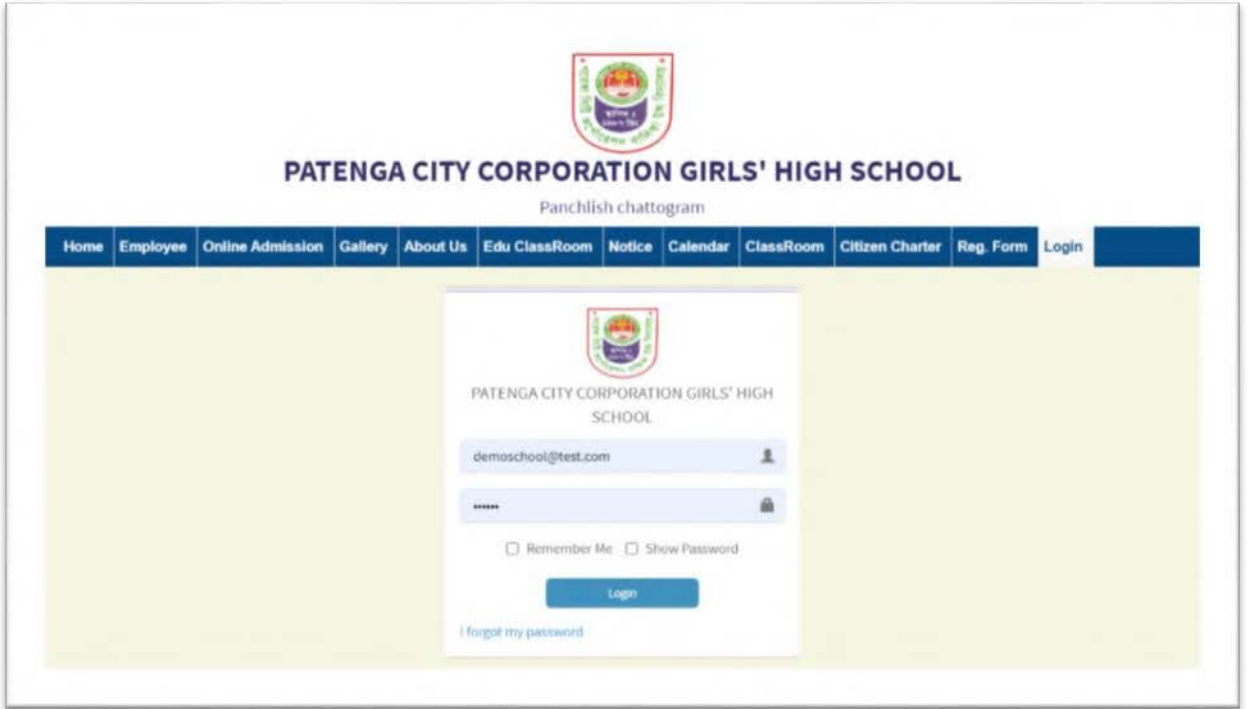 PATENGA CITY CORPORATION GIRLS' HIGH SCHOOL
Panchlish chattogram
Home Employee Online Admission Gallery About Us Edu ClassRoom Notice Calendar ClassRoom Citizen Charter Reg. Form Login
PATENGA CITY CORPORATION GIRLS' HIGH
SCHOOL
demoschool@test.com
••••••
Remember Me Show Password
Login
I forgot my password